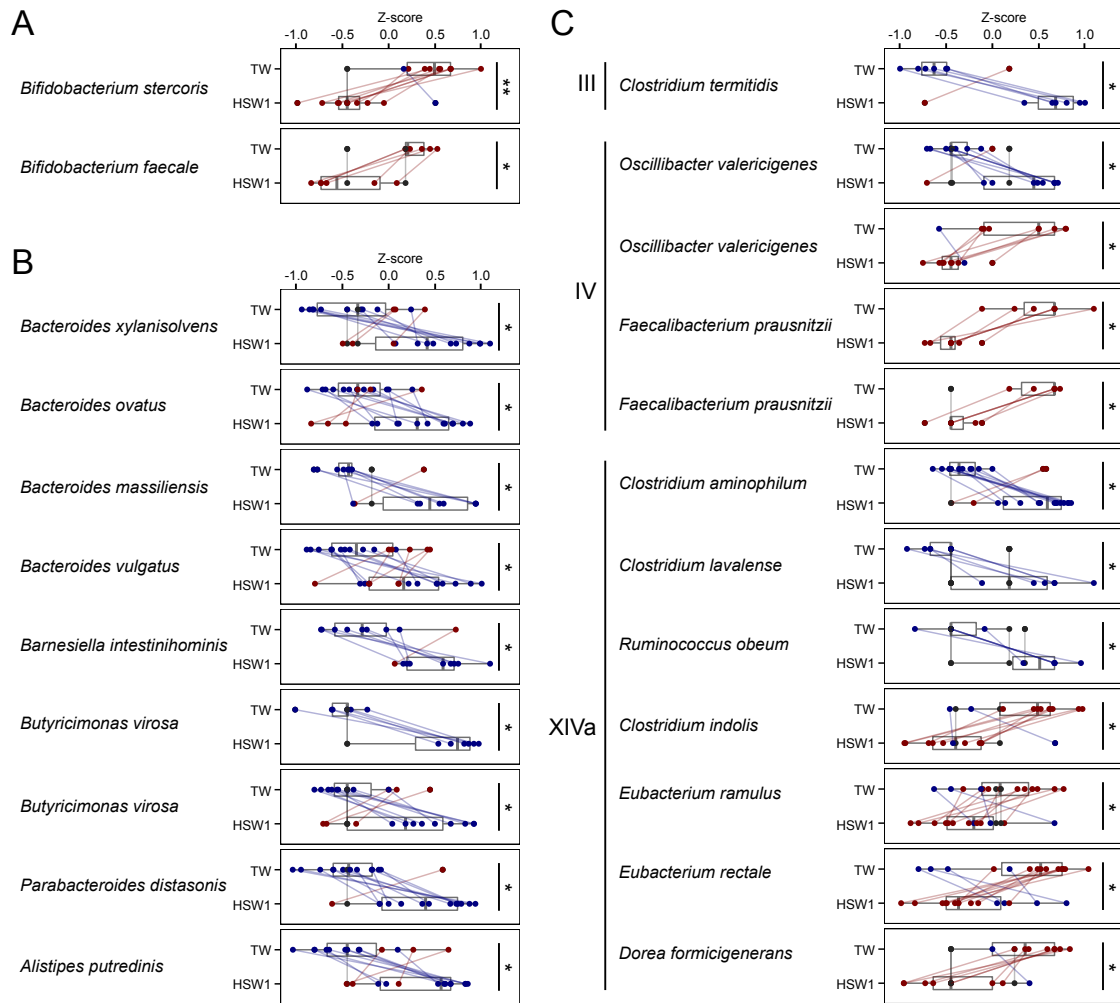 A
Z-score
-1.0 -0.5 0.0 0.5 1.0
Bifidobacterium stercoris
TW
HSW1
**
Bifidobacterium faecale
TW
HSW1
*
B
Z-score
-1.0 -0.5 0.0 0.5 1.0
Bacteroides xylanisolvens
TW
HSW1
*
Bacteroides ovatus
TW
HSW1
*
Bacteroides massiliensis
TW
HSW1
*
Bacteroides vulgatus
TW
HSW1
*
Barnesiella intestinihominis
TW
HSW1
*
Butyricimonas virosa
TW
HSW1
*
Butyricimonas virosa
TW
HSW1
*
Parabacteroides distasonis
TW
HSW1
*
Alistipes putredinis
TW
HSW1
*
C
Z-score
-1.0 -0.5 0.0 0.5 1.0
III
Clostridium termitidis
TW
HSW1
*
IV
Oscillibacter valericigenes
TW
HSW1
*
Oscillibacter valericigenes
TW
HSW1
*
Faecalibacterium prausnitzii
TW
HSW1
*
Faecalibacterium prausnitzii
TW
HSW1
*
XIVa
Clostridium aminophilum
TW
HSW1
*
Clostridium lavalense
TW
HSW1
*
Ruminococcus obeum
TW
HSW1
*
Clostridium indolis
TW
HSW1
*
Eubacterium ramulus
TW
HSW1
*
Eubacterium rectale
TW
HSW1
*
Dorea formicigenerans
TW
HSW1
*